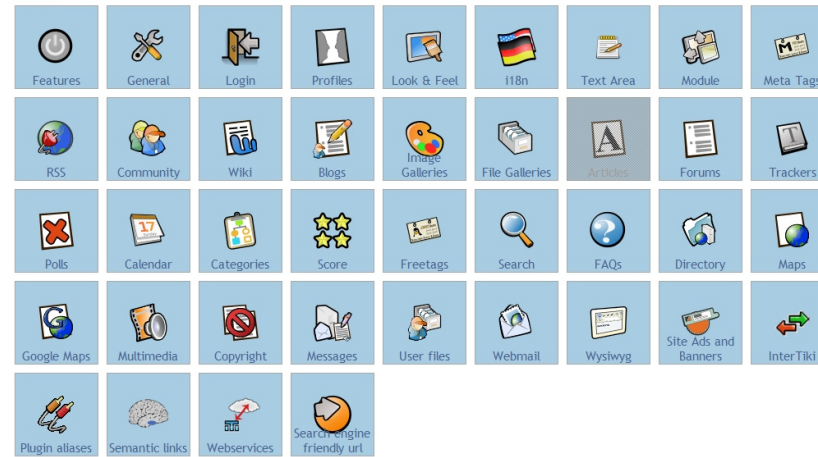 Features General Login Profiles Look & Feel i18n Text Area Module Meta Tags
RSS Community Wiki Blogs Image Galleries File Galleries Articles Forums Trackers
Polls 17 Calendar Categories Score Freetags Search FAQs Directory Maps
Google Maps Multimedia Copyright Messages User files Webmail Wysiwyg Site Ads and Banners InterTiki
Plugin aliases Semantic links Webservices Search engine friendly url